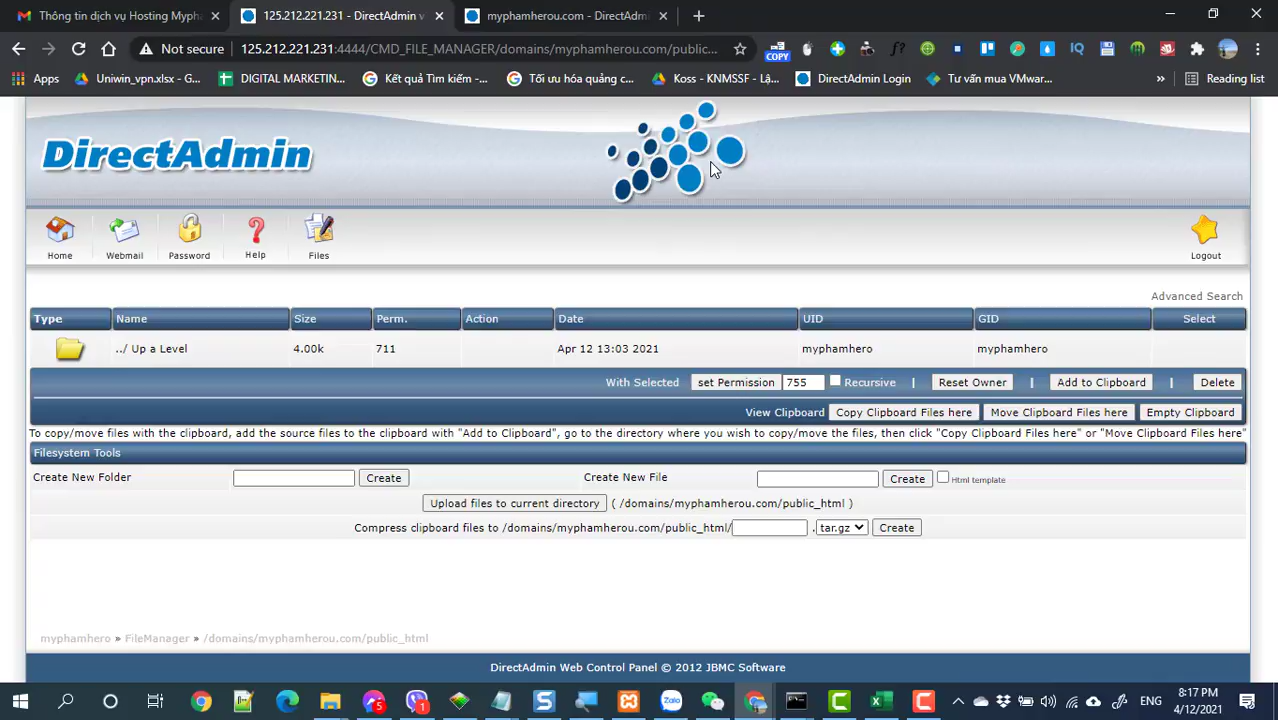 Thông tin dịch vụ Hosting Mypha
125.212.221.231 - DirectAdmin v
myphamherou.com - DirectAdmi
Not secure
125.212.221.231:4444/CMD_FILE_MANAGER/domains/myphamherou.com/public...
COPY
f?
IQ
Apps
Uniwin_vpn.xlsx - G...
DIGITAL MARKETIN...
Kết quả Tìm kiếm -...
Tối ưu hóa quảng c...
Koss - KNMSSF - Lậ...
DirectAdmin Login
Tư vấn mua VMwar...
»
Reading list
DirectAdmin
Home
Webmail
Password
Help
Files
Logout
Advanced Search
Type Name Size Perm. Action Date UID GID Select
../ Up a Level 4.00k 711 Apr 12 13:03 2021 myphamhero myphamhero
With Selected set Permission 755 Recursive | Reset Owner | Add to Clipboard | Delete
View Clipboard Copy Clipboard Files here Move Clipboard Files here Empty Clipboard
To copy/move files with the clipboard, add the source files to the clipboard with "Add to Clipboard", go to the directory where you wish to copy/move the files, then click "Copy Clipboard Files here" or "Move Clipboard Files here"
Filesystem Tools
Create New Folder Create Create New File Create Html template
Upload files to current directory ( /domains/myphamherou.com/public_html )
Compress clipboard files to /domains/myphamherou.com/public_html/ . tar.gz Create
myphamhero » FileManager » /domains/myphamherou.com/public_html
DirectAdmin Web Control Panel © 2012 JBMC Software
5
1
Zalo
ENG
8:17 PM
4/12/2021